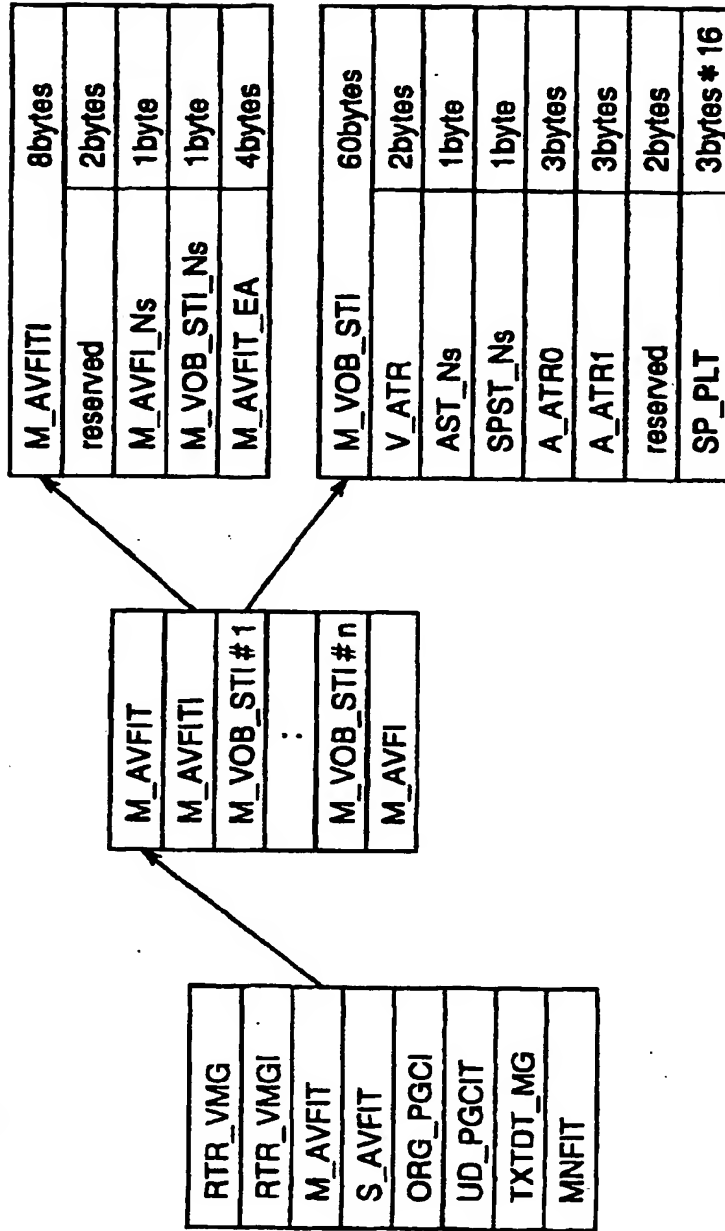 RTR_VMG
RTR_VMGI
M_AVFIT
S_AVFIT
ORG_PGCI
UD_PGCIT
TXTDT_MG
MNFIT
M_AVFIT
M_AVFITI
M_VOB_STI#1
:
M_VOB_STI#n
M_AVFI
M_AVFITI 8bytes
reserved 2bytes
M_AVFI_Ns 1byte
M_VOB_STI_Ns 1byte
M_AVFIT_EA 4bytes
M_VOB_STI 60bytes
V_ATR 2bytes
AST_Ns 1byte
SPST_Ns 1byte
A_ATR0 3bytes
A_ATR1 3bytes
reserved 2bytes
SP_PLT 3bytes*16